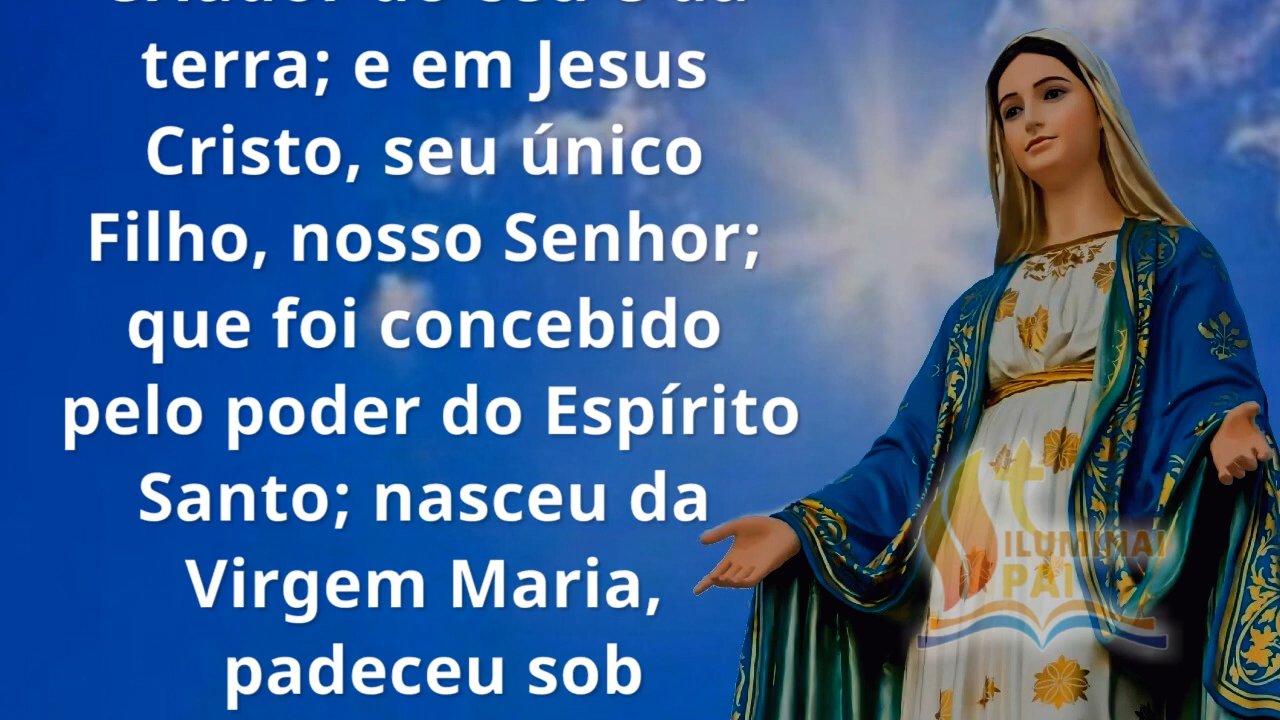 terra; e em Jesus
Cristo, seu único
Filho, nosso Senhor;
que foi concebido
pelo poder do Espírito
Santo; nasceu da
Virgem Maria,
padeceu sob
ILUMINAI
PAI